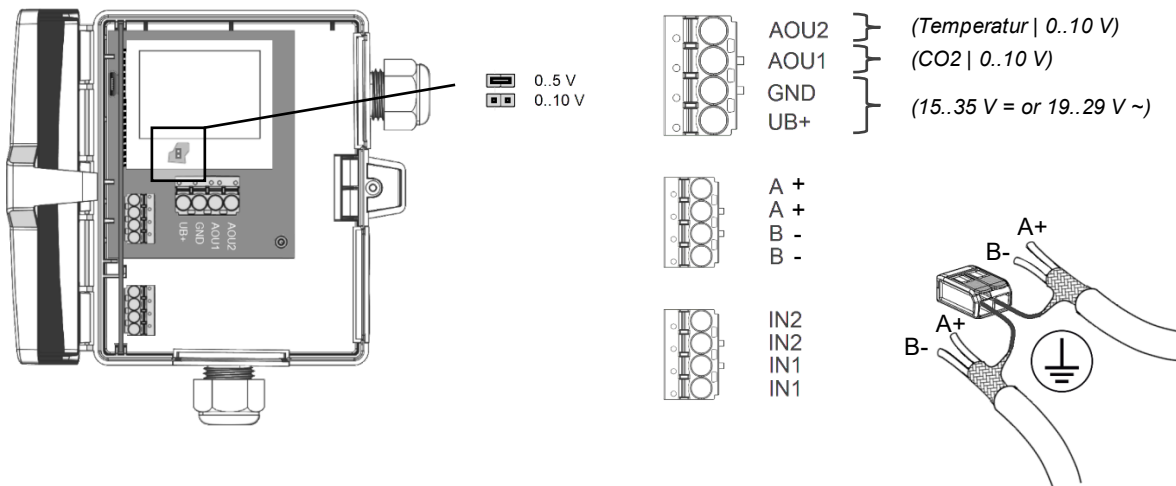 UB+
GND
AOU1
AOU2
0..5 V
0..10 V
AOU2 (Temperatur | 0..10 V)
AOU1 (CO2 | 0..10 V)
GND
(15..35 V = or 19..29 V ~)
UB+
A +
A +
B -
B -
IN2
IN2
IN1
IN1
A+
B-
A+
B-